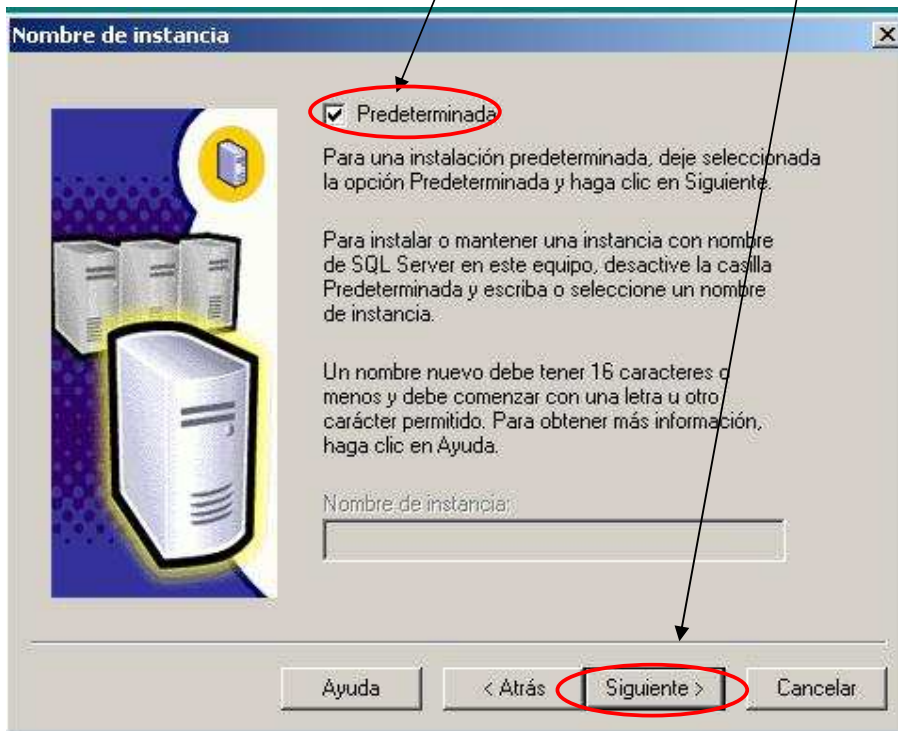 Nombre de instancia
Predeterminada
Para una instalación predeterminada, deje seleccionada
la opción Predeterminada y haga clic en Siguiente.
Para instalar o mantener una instancia con nombre
de SQL Server en este equipo, desactive la casilla
Predeterminada y escriba o seleccione un nombre
de instancia.
Un nombre nuevo debe tener 16 caracteres o
menos y debe comenzar con una letra u otro
carácter permitido. Para obtener más información,
haga clic en Ayuda.
Nombre de instancia:
Ayuda < Atrás Siguiente > Cancelar